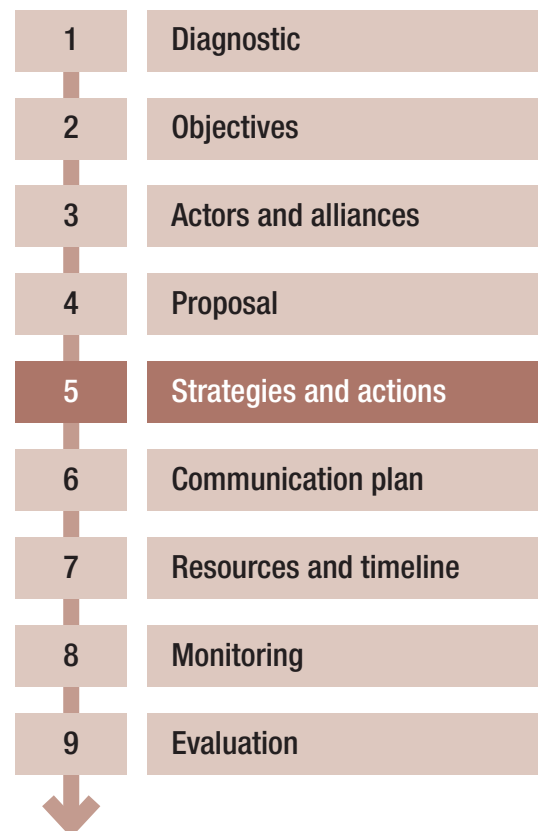 1 Diagnostic
2 Objectives
3 Actors and alliances
4 Proposal
5 Strategies and actions
6 Communication plan
7 Resources and timeline
8 Monitoring
9 Evaluation